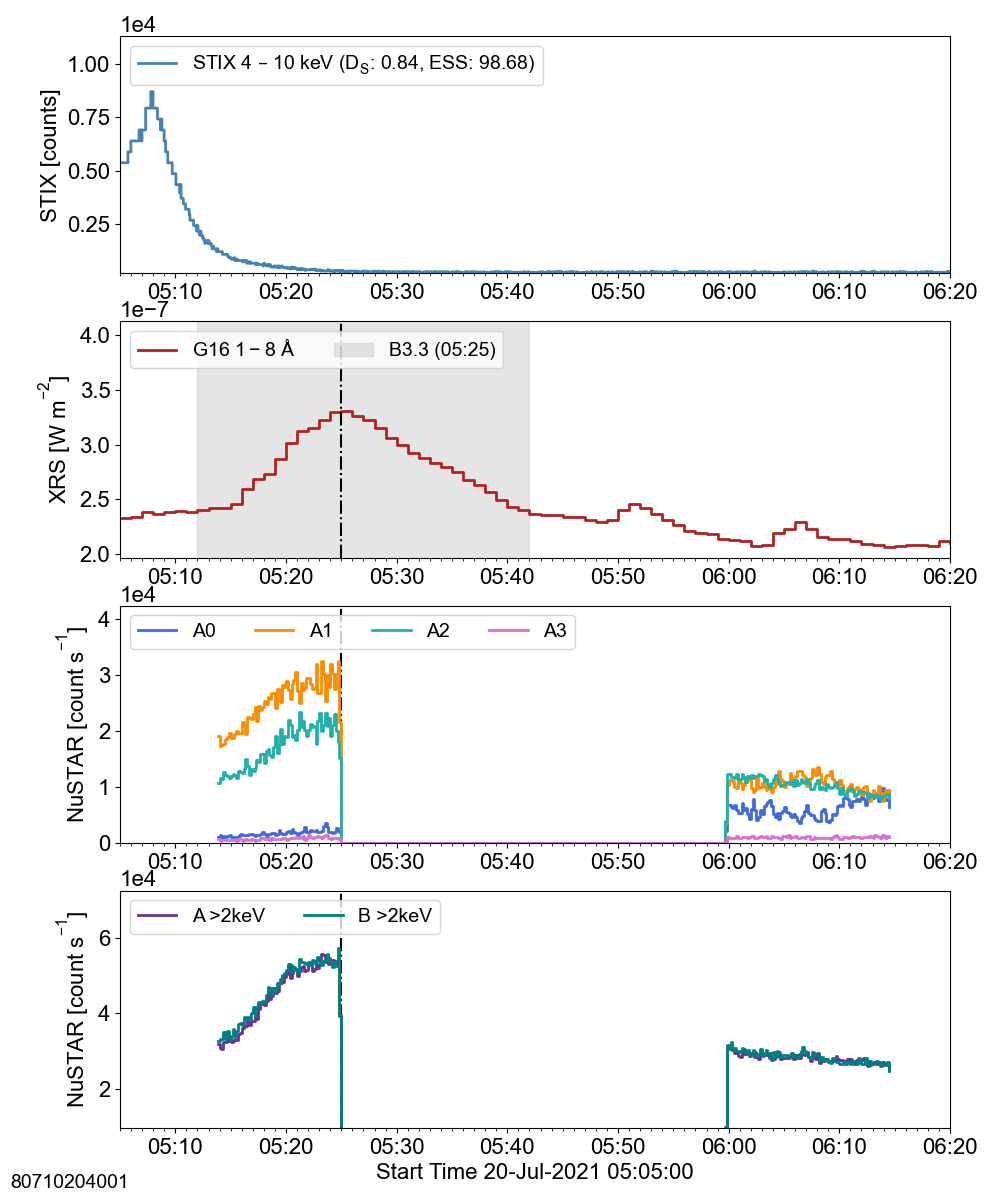 1e4
STIX 4 − 10 keV (DS: 0.84, ESS: 98.68)
STIX [counts]
1.00
0.75
0.50
0.25
05:10 05:20 05:30 05:40 05:50 06:00 06:10 06:20
1e−7
G16 1 − 8 Å B3.3 (05:25)
XRS [W m−2]
4.0
3.5
3.0
2.5
2.0
05:10 05:20 05:30 05:40 05:50 06:00 06:10 06:20
1e4
A0 A1 A2 A3
NuSTAR [count s−1]
4
3
2
1
0
05:10 05:20 05:30 05:40 05:50 06:00 06:10 06:20
1e4
A >2keV B >2keV
NuSTAR [count s−1]
6
4
2
05:10 05:20 05:30 05:40 05:50 06:00 06:10 06:20
Start Time 20-Jul-2021 05:05:00
80710204001